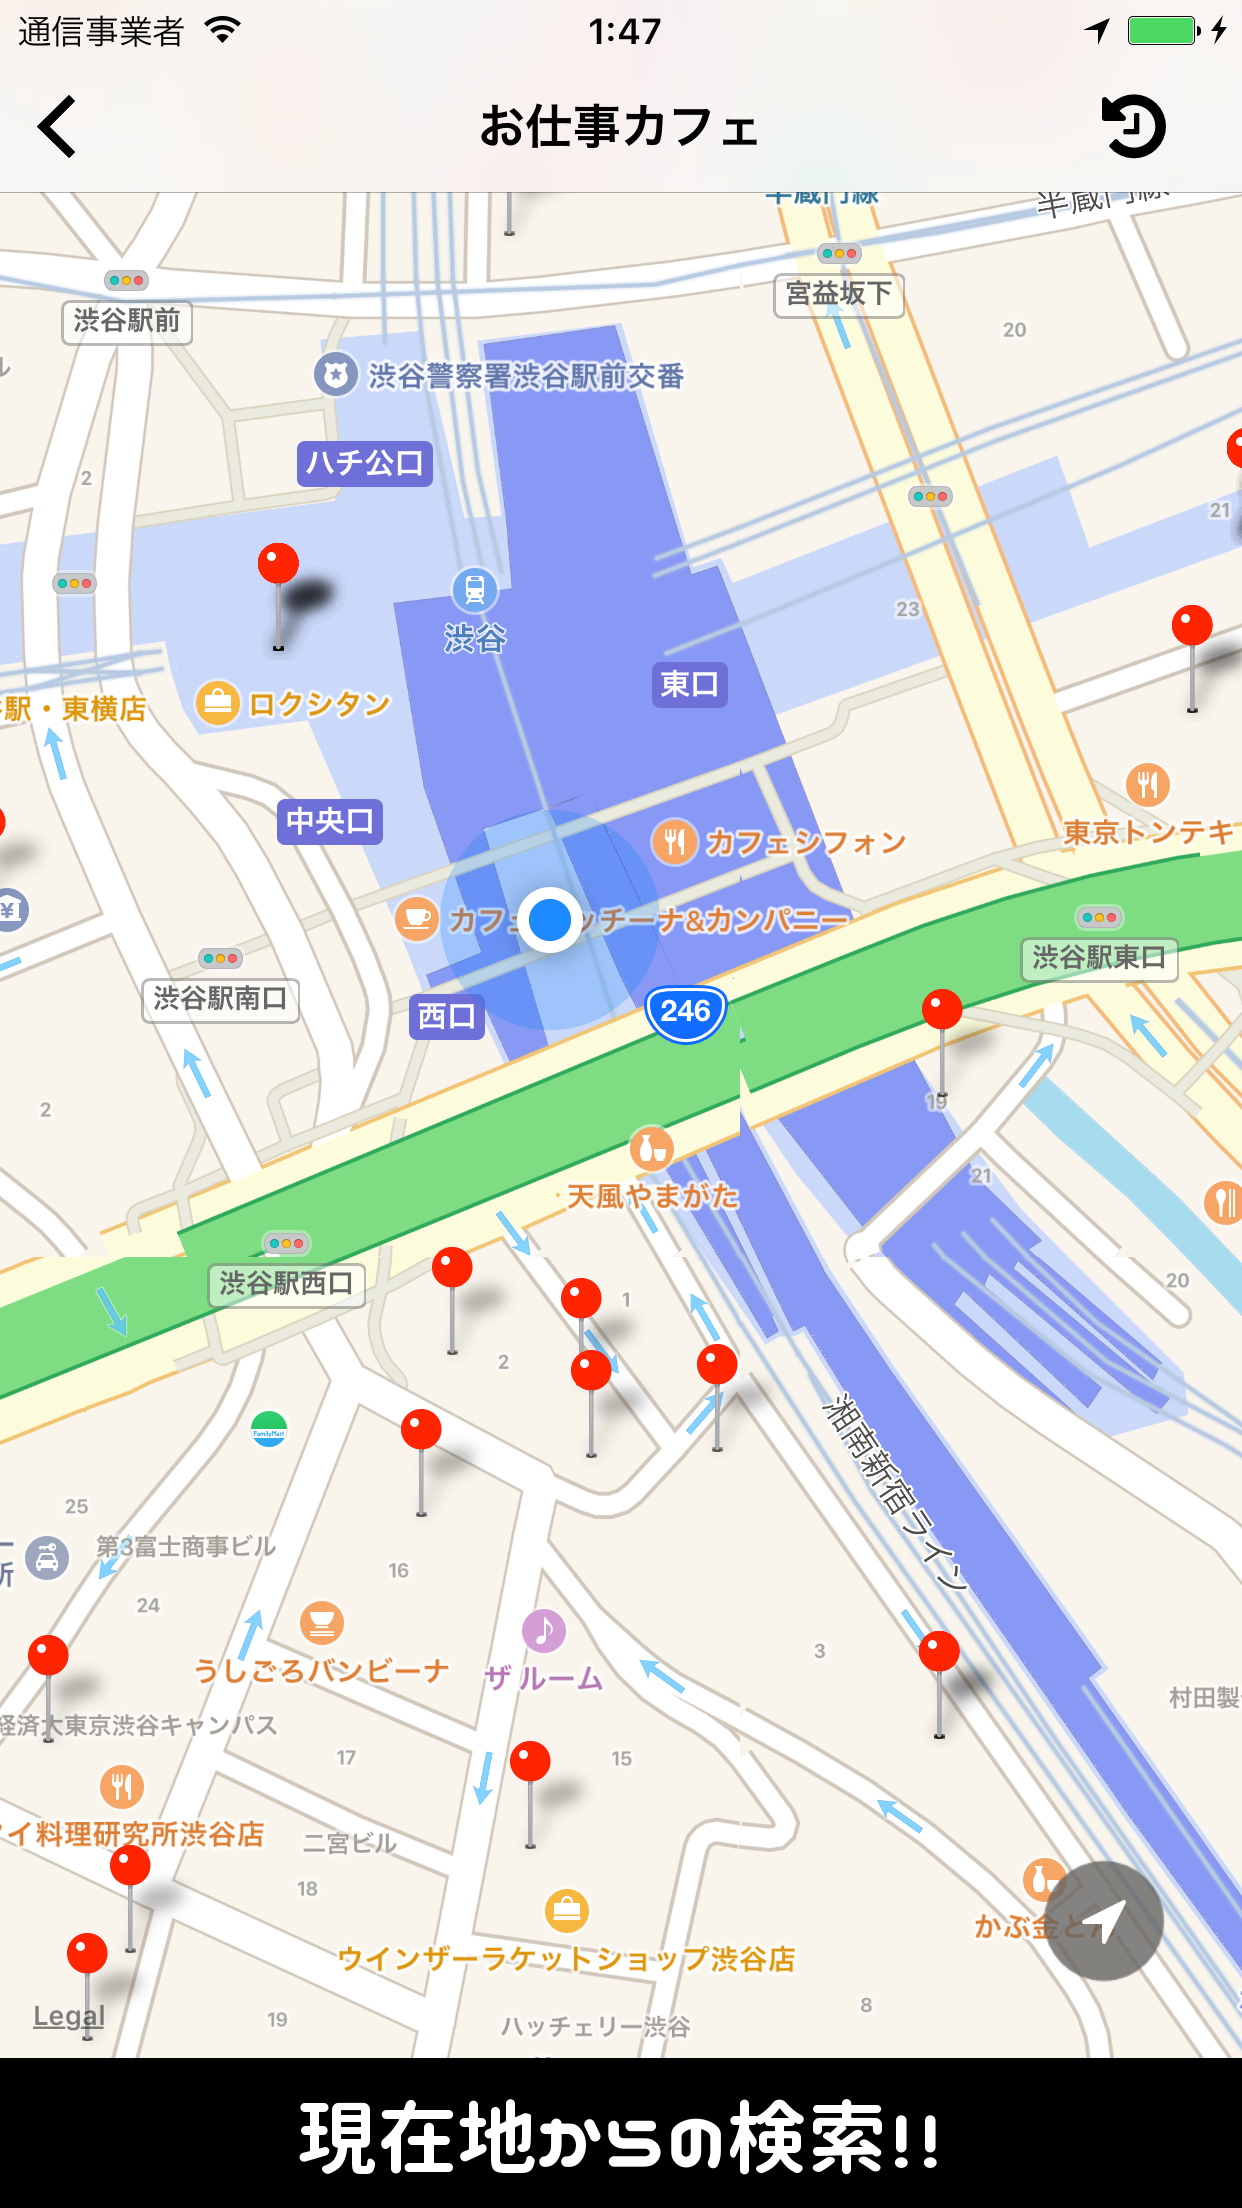 通信事業者
1:47
お仕事カフェ
半蔵門線
半蔵門線
宮益坂下
渋谷駅前
20
渋谷警察署渋谷駅前交番
ハチ公口
2
21
23
渋谷
東口
ロクシタン
駅・東横店
中央口
東京トンテキ
カフェシフォン
¥
渋谷駅東口
渋谷駅南口
西口
246
2
19
21
天風やまがた
20
渋谷駅西口
1
2
FamilyMart
湘南新宿ライン
25
第3富士商事ビル
所
16
24
3
うしごろバンビーナ
ザ ルーム
村田製
経済大東京渋谷キャンパス
17
15
イ料理研究所渋谷店
二宮ビル
18
かぶ金と
ウインザーラケットショップ渋谷店
Legal
19
8
ハッチェリー渋谷
現在地からの検索!!